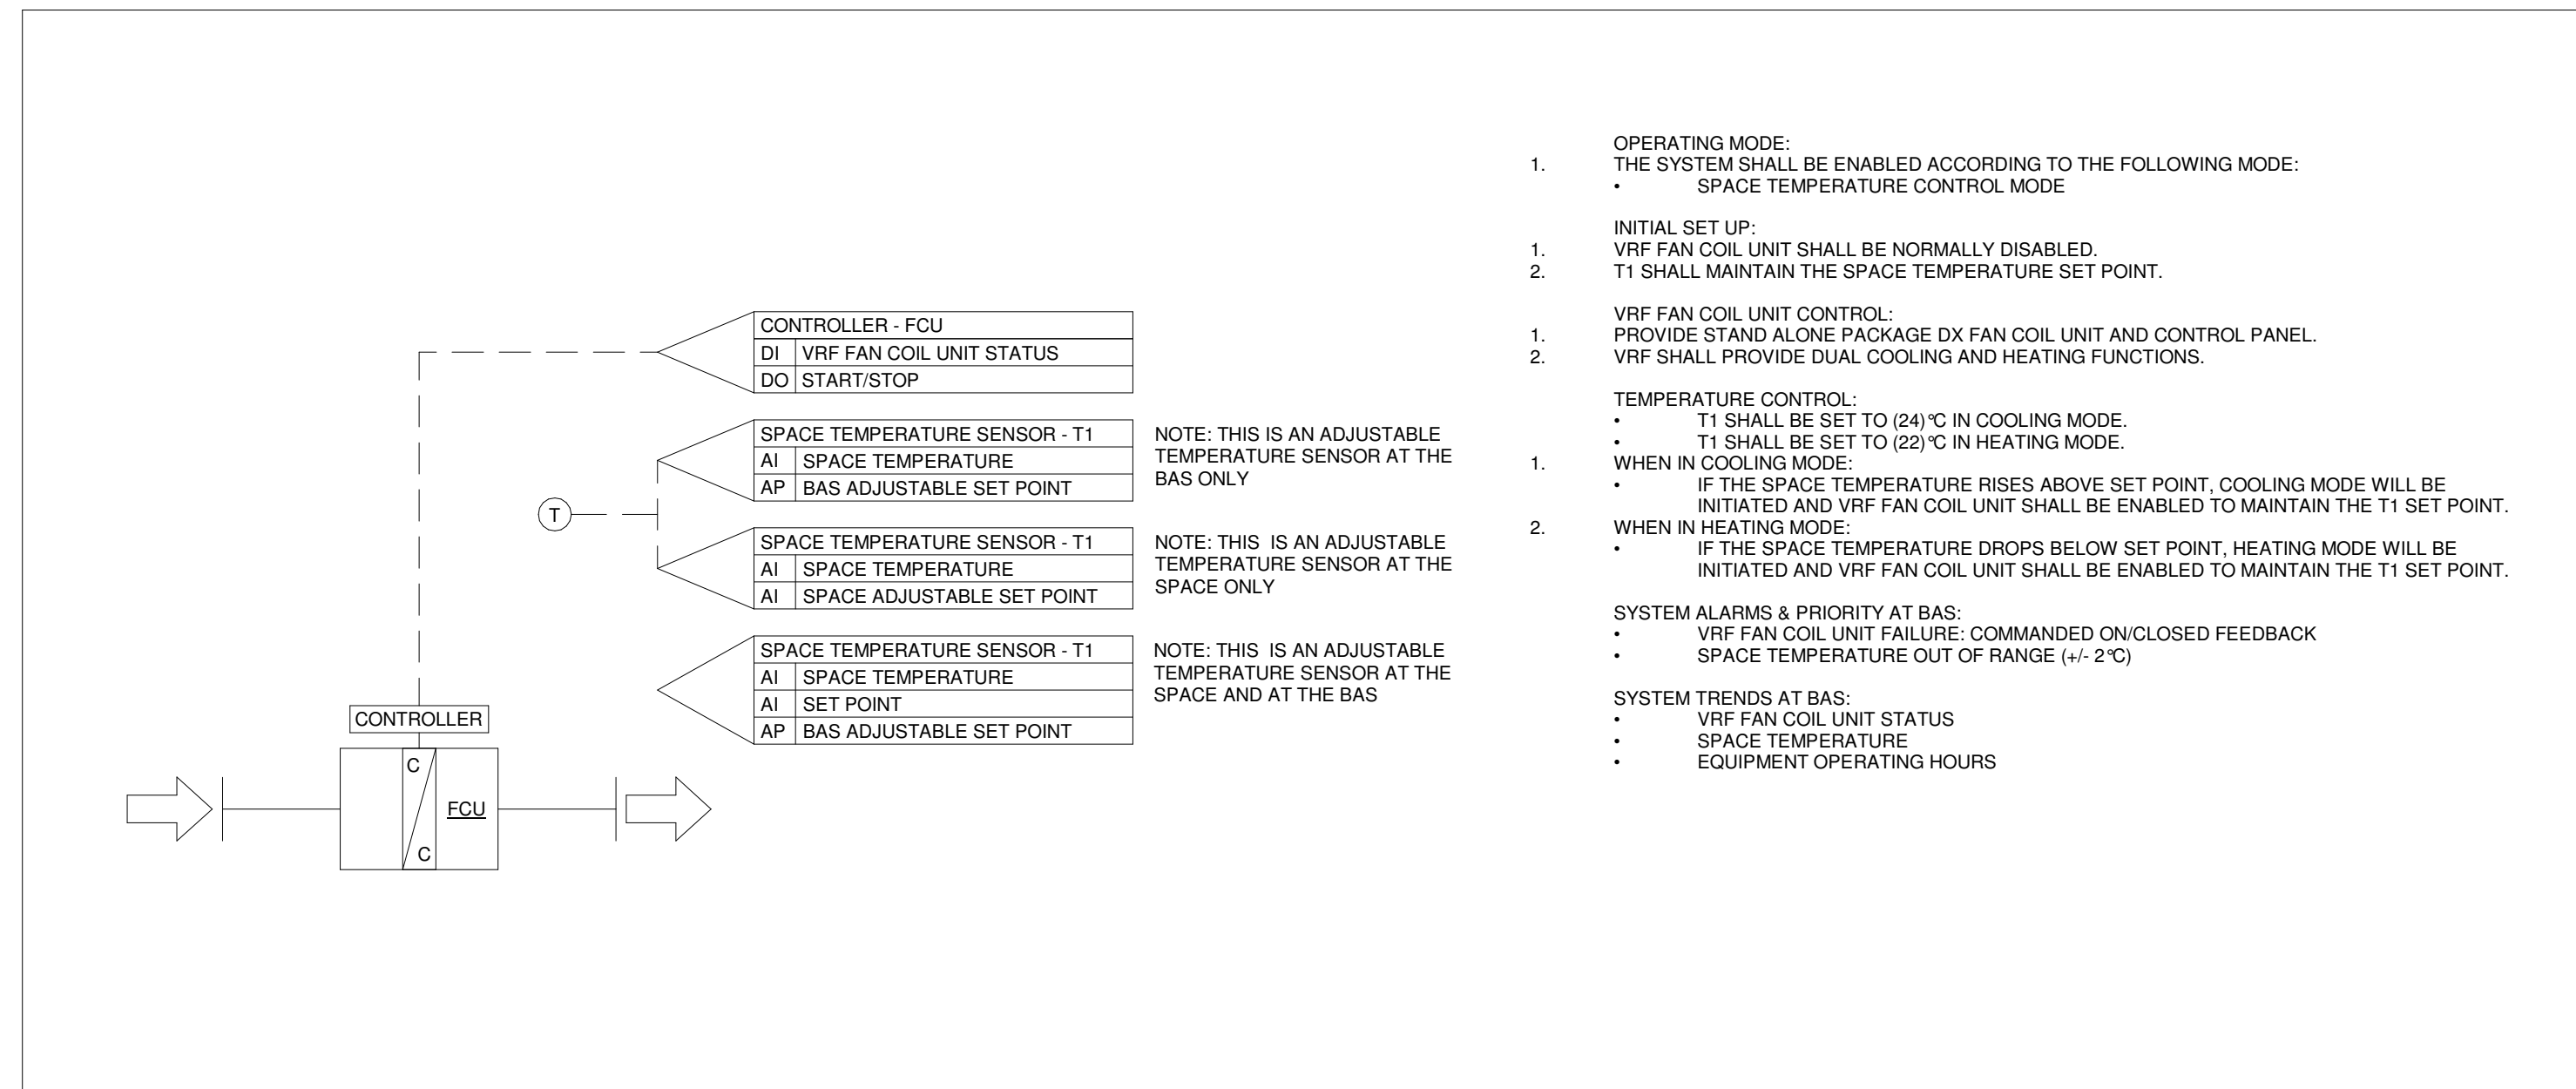 CONTROLLER - FCU
DI VRF FAN COIL UNIT STATUS
DO START/STOP
SPACE TEMPERATURE SENSOR - T1
AI SPACE TEMPERATURE
AP BAS ADJUSTABLE SET POINT
NOTE: THIS IS AN ADJUSTABLE
TEMPERATURE SENSOR AT THE
BAS ONLY
T
SPACE TEMPERATURE SENSOR - T1
AI SPACE TEMPERATURE
AI SPACE ADJUSTABLE SET POINT
NOTE: THIS IS AN ADJUSTABLE
TEMPERATURE SENSOR AT THE
SPACE ONLY
SPACE TEMPERATURE SENSOR - T1
AI SPACE TEMPERATURE
AI SET POINT
AP BAS ADJUSTABLE SET POINT
NOTE: THIS IS AN ADJUSTABLE
TEMPERATURE SENSOR AT THE
SPACE AND AT THE BAS
CONTROLLER
C
FCU
C
OPERATING MODE:
1. THE SYSTEM SHALL BE ENABLED ACCORDING TO THE FOLLOWING MODE:
• SPACE TEMPERATURE CONTROL MODE
INITIAL SET UP:
1. VRF FAN COIL UNIT SHALL BE NORMALLY DISABLED.
2. T1 SHALL MAINTAIN THE SPACE TEMPERATURE SET POINT.
VRF FAN COIL UNIT CONTROL:
1. PROVIDE STAND ALONE PACKAGE DX FAN COIL UNIT AND CONTROL PANEL.
2. VRF SHALL PROVIDE DUAL COOLING AND HEATING FUNCTIONS.
TEMPERATURE CONTROL:
• T1 SHALL BE SET TO (24)°C IN COOLING MODE.
• T1 SHALL BE SET TO (22)°C IN HEATING MODE.
1. WHEN IN COOLING MODE:
• IF THE SPACE TEMPERATURE RISES ABOVE SET POINT, COOLING MODE WILL BE
INITIATED AND VRF FAN COIL UNIT SHALL BE ENABLED TO MAINTAIN THE T1 SET POINT.
2. WHEN IN HEATING MODE:
• IF THE SPACE TEMPERATURE DROPS BELOW SET POINT, HEATING MODE WILL BE
INITIATED AND VRF FAN COIL UNIT SHALL BE ENABLED TO MAINTAIN THE T1 SET POINT.
SYSTEM ALARMS & PRIORITY AT BAS:
• VRF FAN COIL UNIT FAILURE: COMMANDED ON/CLOSED FEEDBACK
• SPACE TEMPERATURE OUT OF RANGE (+/- 2°C)
SYSTEM TRENDS AT BAS:
• VRF FAN COIL UNIT STATUS
• SPACE TEMPERATURE
• EQUIPMENT OPERATING HOURS